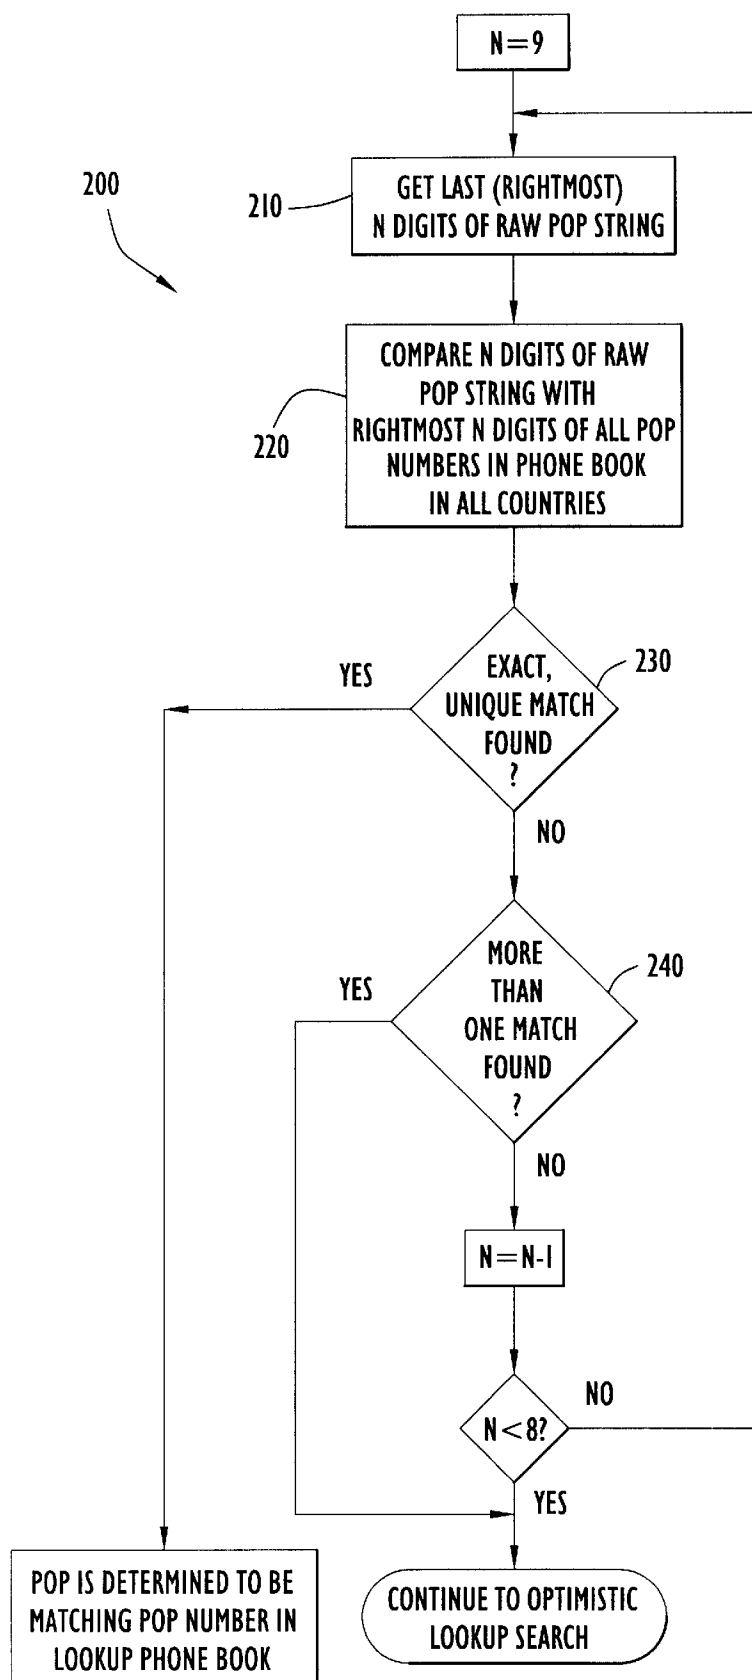 N=9
200
210
GET LAST (RIGHTMOST)
N DIGITS OF RAW POP STRING
220
COMPARE N DIGITS OF RAW
POP STRING WITH
RIGHTMOST N DIGITS OF ALL POP
NUMBERS IN PHONE BOOK
IN ALL COUNTRIES
YES
EXACT,
UNIQUE MATCH
FOUND
?
230
NO
YES
MORE
THAN
ONE MATCH
FOUND
?
240
NO
N=N-1
N<8?
NO
YES
POP IS DETERMINED TO BE
MATCHING POP NUMBER IN
LOOKUP PHONE BOOK
CONTINUE TO OPTIMISTIC
LOOKUP SEARCH